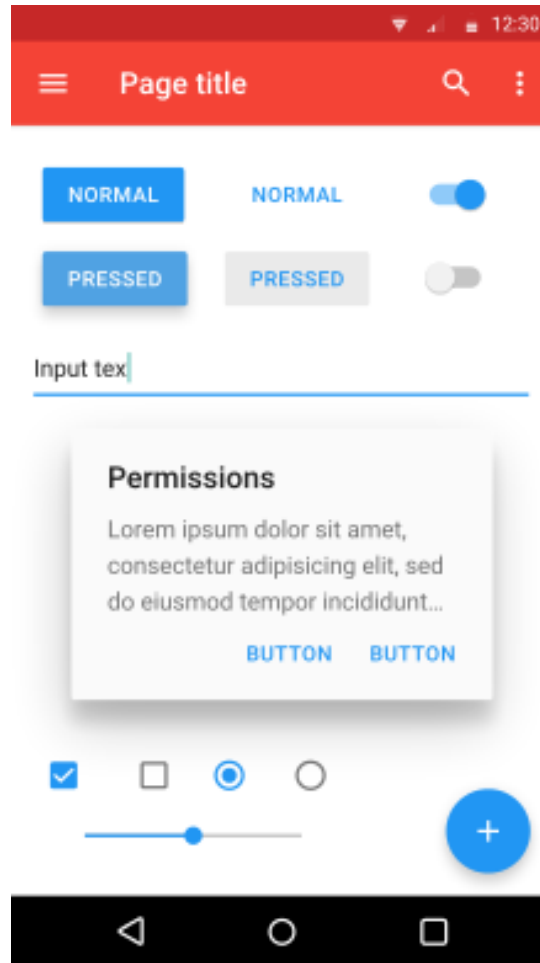 12:30
Page title
NORMAL NORMAL
PRESSED PRESSED
Input tex
Permissions
Lorem ipsum dolor sit amet,
consectetur adipisicing elit, sed
do eiusmod tempor incididunt...
BUTTON BUTTON